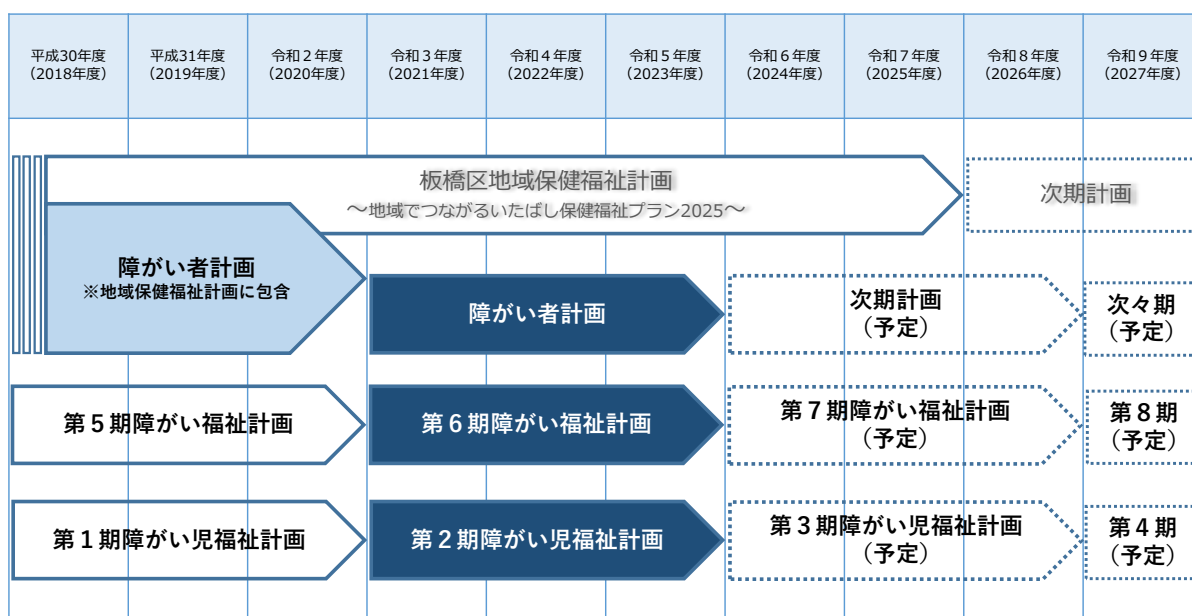 平成30年度
(2018年度)
平成31年度
(2019年度)
令和2年度
(2020年度)
令和3年度
(2021年度)
令和4年度
(2022年度)
令和5年度
(2023年度)
令和6年度
(2024年度)
令和7年度
(2025年度)
令和8年度
(2026年度)
令和9年度
(2027年度)
板橋区地域保健福祉計画
～地域でつながるいたばし保健福祉プラン2025～
次期計画
障がい者計画
※地域保健福祉計画に包含
障がい者計画
次期計画
（予定）
次々期
（予定）
第5期障がい福祉計画
第6期障がい福祉計画
第7期障がい福祉計画
（予定）
第8期
（予定）
第1期障がい児福祉計画
第2期障がい児福祉計画
第3期障がい児福祉計画
（予定）
第4期
（予定）